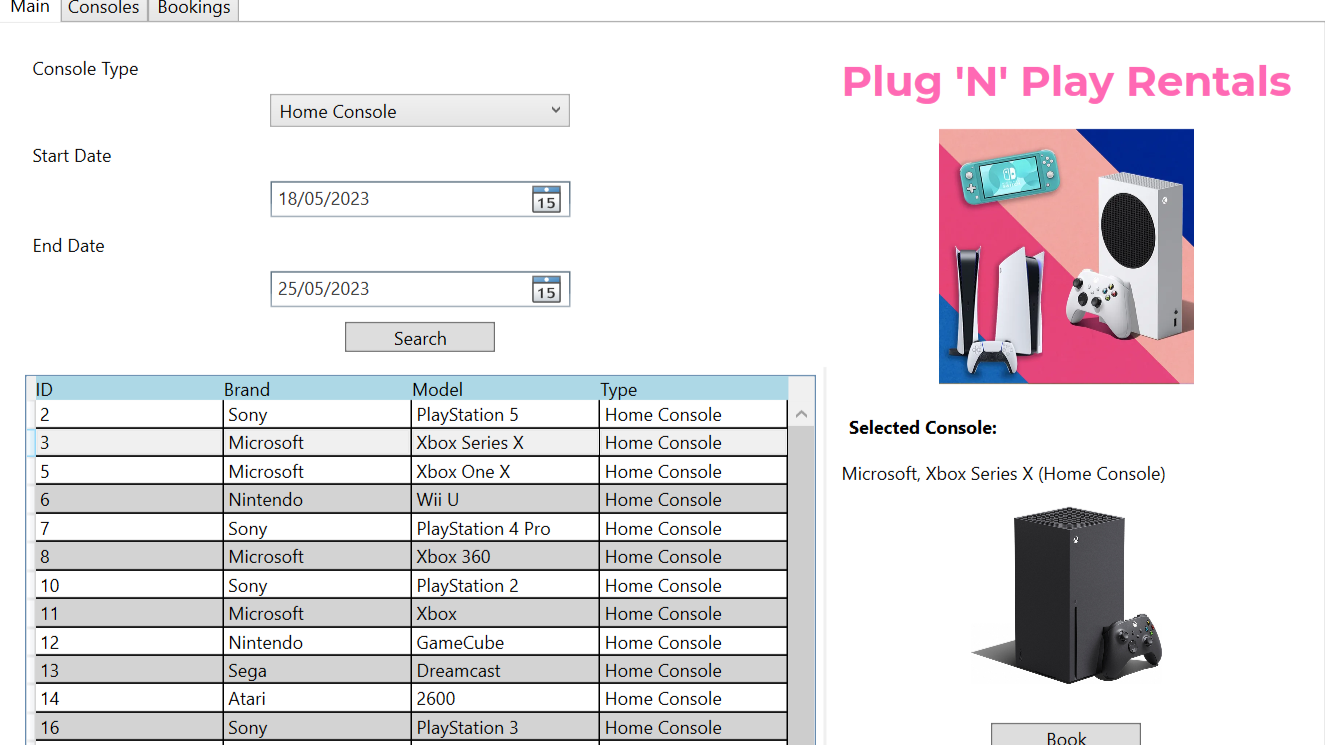 Main Consoles Bookings
Console Type
Home Console
Start Date
18/05/2023 15
End Date
25/05/2023 15
Search
Plug 'N' Play Rentals
ID Brand Model Type
2 Sony PlayStation 5 Home Console
3 Microsoft Xbox Series X Home Console
5 Microsoft Xbox One X Home Console
6 Nintendo Wii U Home Console
7 Sony PlayStation 4 Pro Home Console
8 Microsoft Xbox 360 Home Console
10 Sony PlayStation 2 Home Console
11 Microsoft Xbox Home Console
12 Nintendo GameCube Home Console
13 Sega Dreamcast Home Console
14 Atari 2600 Home Console
16 Sony PlayStation 3 Home Console
Selected Console:
Microsoft, Xbox Series X (Home Console)
Book